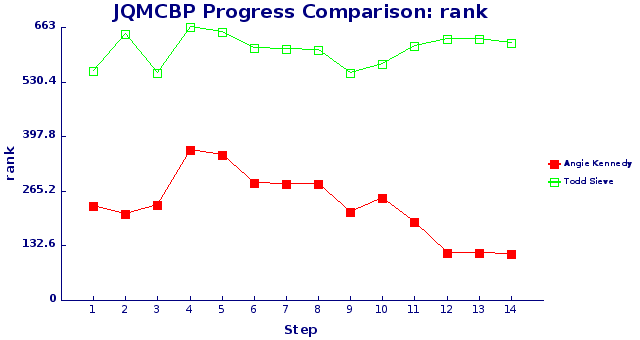 JQMCBP Progress Comparison: rank
663
530.4
397.8
265.2
132.6
0
rank
1 2 3 4 5 6 7 8 9 10 11 12 13 14
Step
Angie Kennedy
Todd Sieve